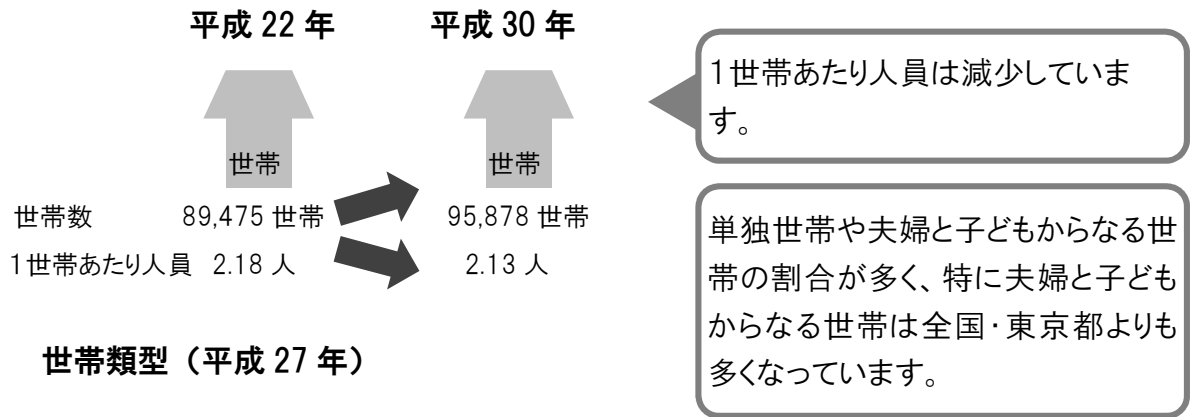 平成 22 年 平成 30 年
世帯 世帯
世帯数 89,475 世帯 95,878 世帯
1世帯あたり人員 2.18 人 2.13 人
世帯類型（平成 27 年）
1世帯あたり人員は減少していま
す。
単独世帯や夫婦と子どもからなる世
帯の割合が多く、特に夫婦と子ども
からなる世帯は全国・東京都よりも
多くなっています。